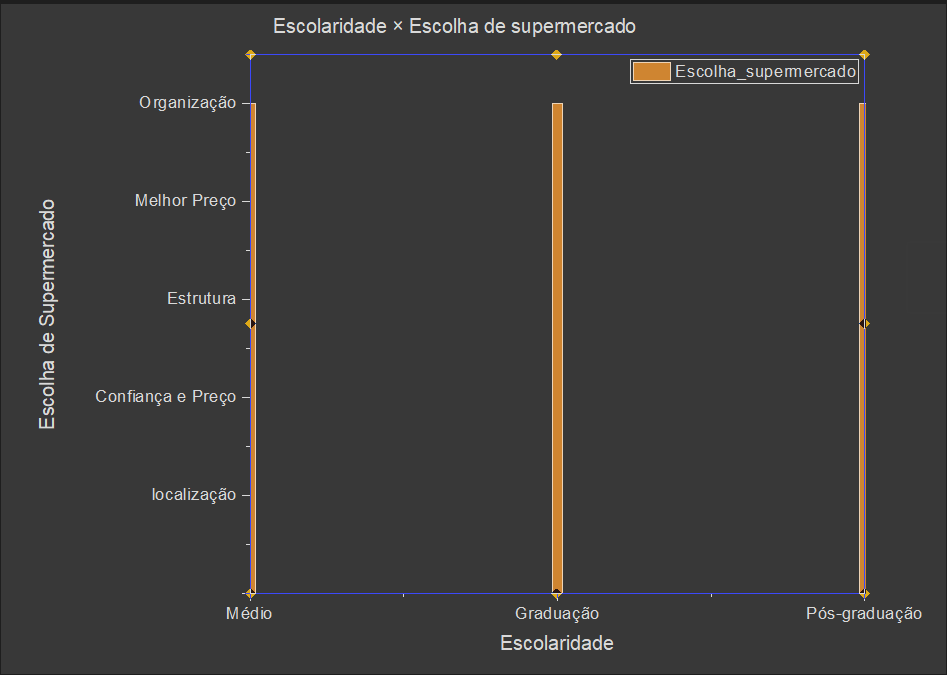 Escolaridade × Escolha de supermercado
Escolha_supermercado
Organização
Melhor Preço
Estrutura
Confiança e Preço
localização
Escolha de Supermercado
Médio
Graduação
Pós-graduação
Escolaridade